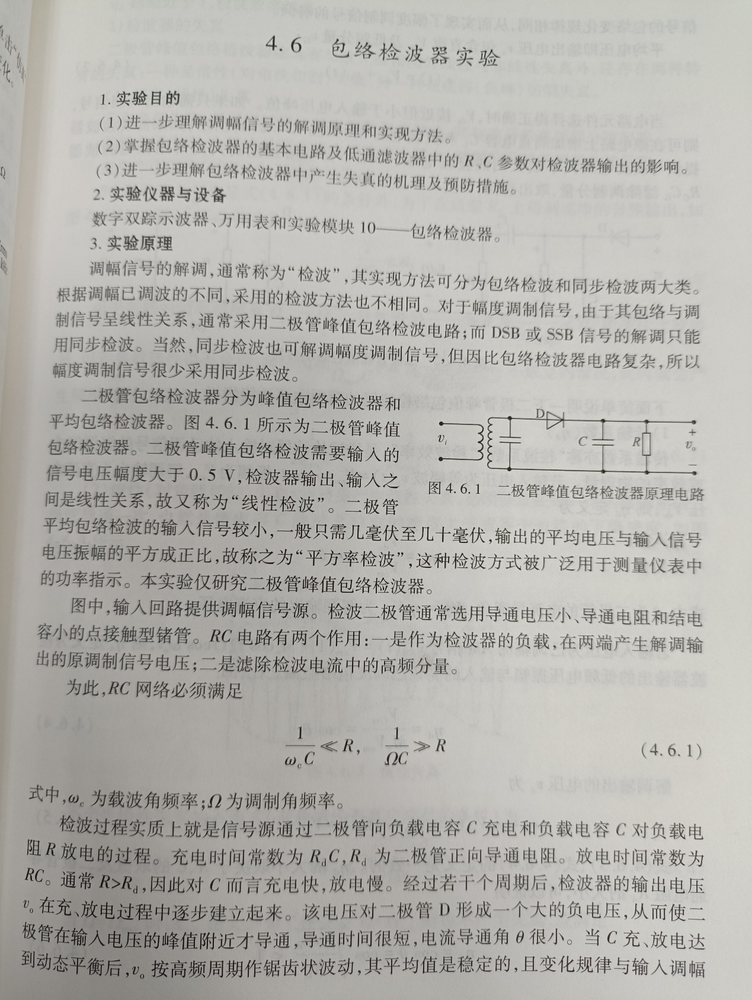 4.6 包络检波器实验
1. 实验目的
(1)进一步理解调幅信号的解调原理和实现方法。
(2)掌握包络检波器的基本电路及低通滤波器中的 R、C 参数对检波器输出的影响。
(3)进一步理解包络检波器中产生失真的机理及预防措施。
2. 实验仪器与设备
数字双踪示波器、万用表和实验模块 10——包络检波器。
3. 实验原理
调幅信号的解调,通常称为“检波”,其实现方法可分为包络检波和同步检波两大类。
根据调幅已调波的不同,采用的检波方法也不相同。对于幅度调制信号,由于其包络与调
制信号呈线性关系,通常采用二极管峰值包络检波电路;而 DSB 或 SSB 信号的解调只能
用同步检波。当然,同步检波也可解调幅度调制信号,但因比包络检波器电路复杂,所以
幅度调制信号很少采用同步检波。
二极管包络检波器分为峰值包络检波器和
平均包络检波器。图 4.6.1 所示为二极管峰值
包络检波器。二极管峰值包络检波需要输入的
信号电压幅度大于 0.5 V,检波器输出、输入之
间是线性关系,故又称为“线性检波”。二极管
D
vᵢ
C
R
+
vₒ
−
图 4.6.1 二极管峰值包络检波器原理电路
平均包络检波的输入信号较小,一般只需几毫伏至几十毫伏,输出的平均电压与输入信号
电压振幅的平方成正比,故称之为“平方率检波”,这种检波方式被广泛用于测量仪表中
的功率指示。本实验仅研究二极管峰值包络检波器。
图中,输入回路提供调幅信号源。检波二极管通常选用导通电压小、导通电阻和结电
容小的点接触型锗管。RC 电路有两个作用:一是作为检波器的负载,在两端产生解调输
出的原调制信号电压;二是滤除检波电流中的高频分量。
为此,RC 网络必须满足
1/(ω_c C) ≪ R, 1/(ΩC) ≫ R (4.6.1)
式中,ω_c 为载波角频率;Ω 为调制角频率。
检波过程实质上就是信号源通过二极管向负载电容 C 充电和负载电容 C 对负载电
阻 R 放电的过程。充电时间常数为 R_d C,R_d 为二极管正向导通电阻。放电时间常数为
RC。通常 R>R_d,因此对 C 而言充电快,放电慢。经过若干个周期后,检波器的输出电压
vₒ 在充、放电过程中逐步建立起来。该电压对二极管 D 形成一个大的负电压,从而使二
极管在输入电压的峰值附近才导通,导通时间很短,电流导通角 θ 很小。当 C 充、放电达
到动态平衡后,vₒ 按高频周期作锯齿状波动,其平均值是稳定的,且变化规律与输入调幅